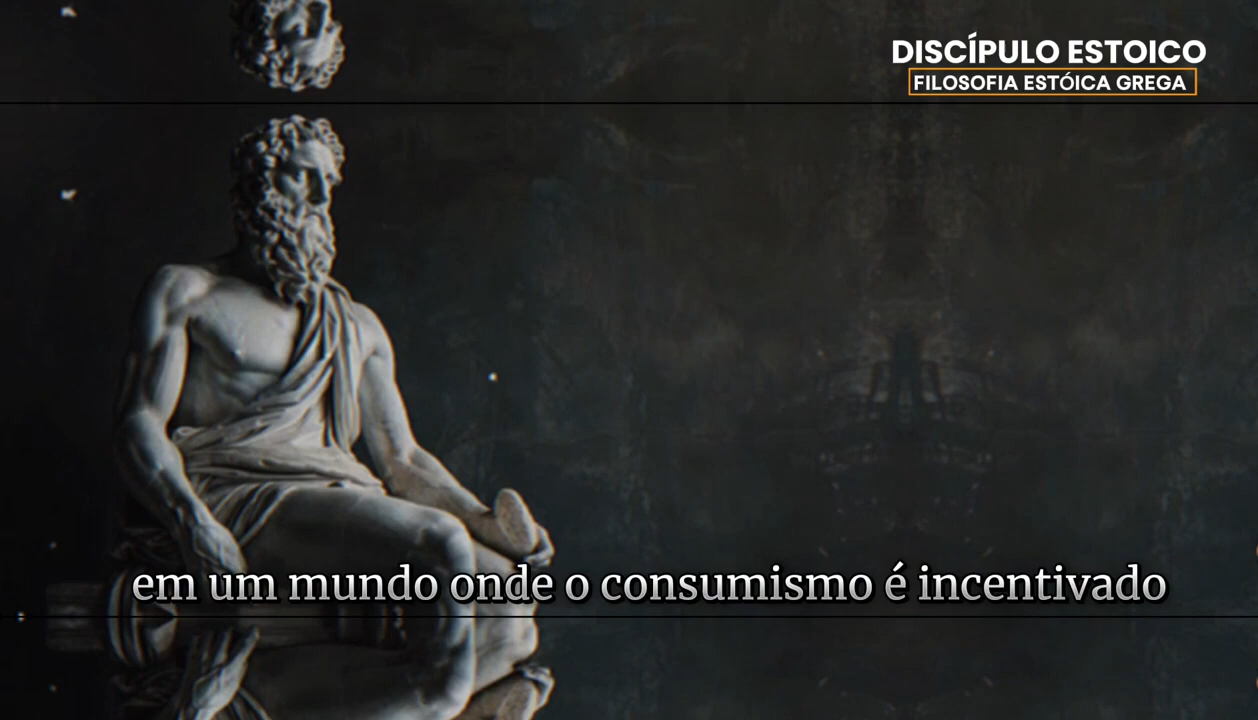 DISCÍPULO ESTOICO
FILOSOFIA ESTÓICA GREGA
em um mundo onde o consumismo é incentivado